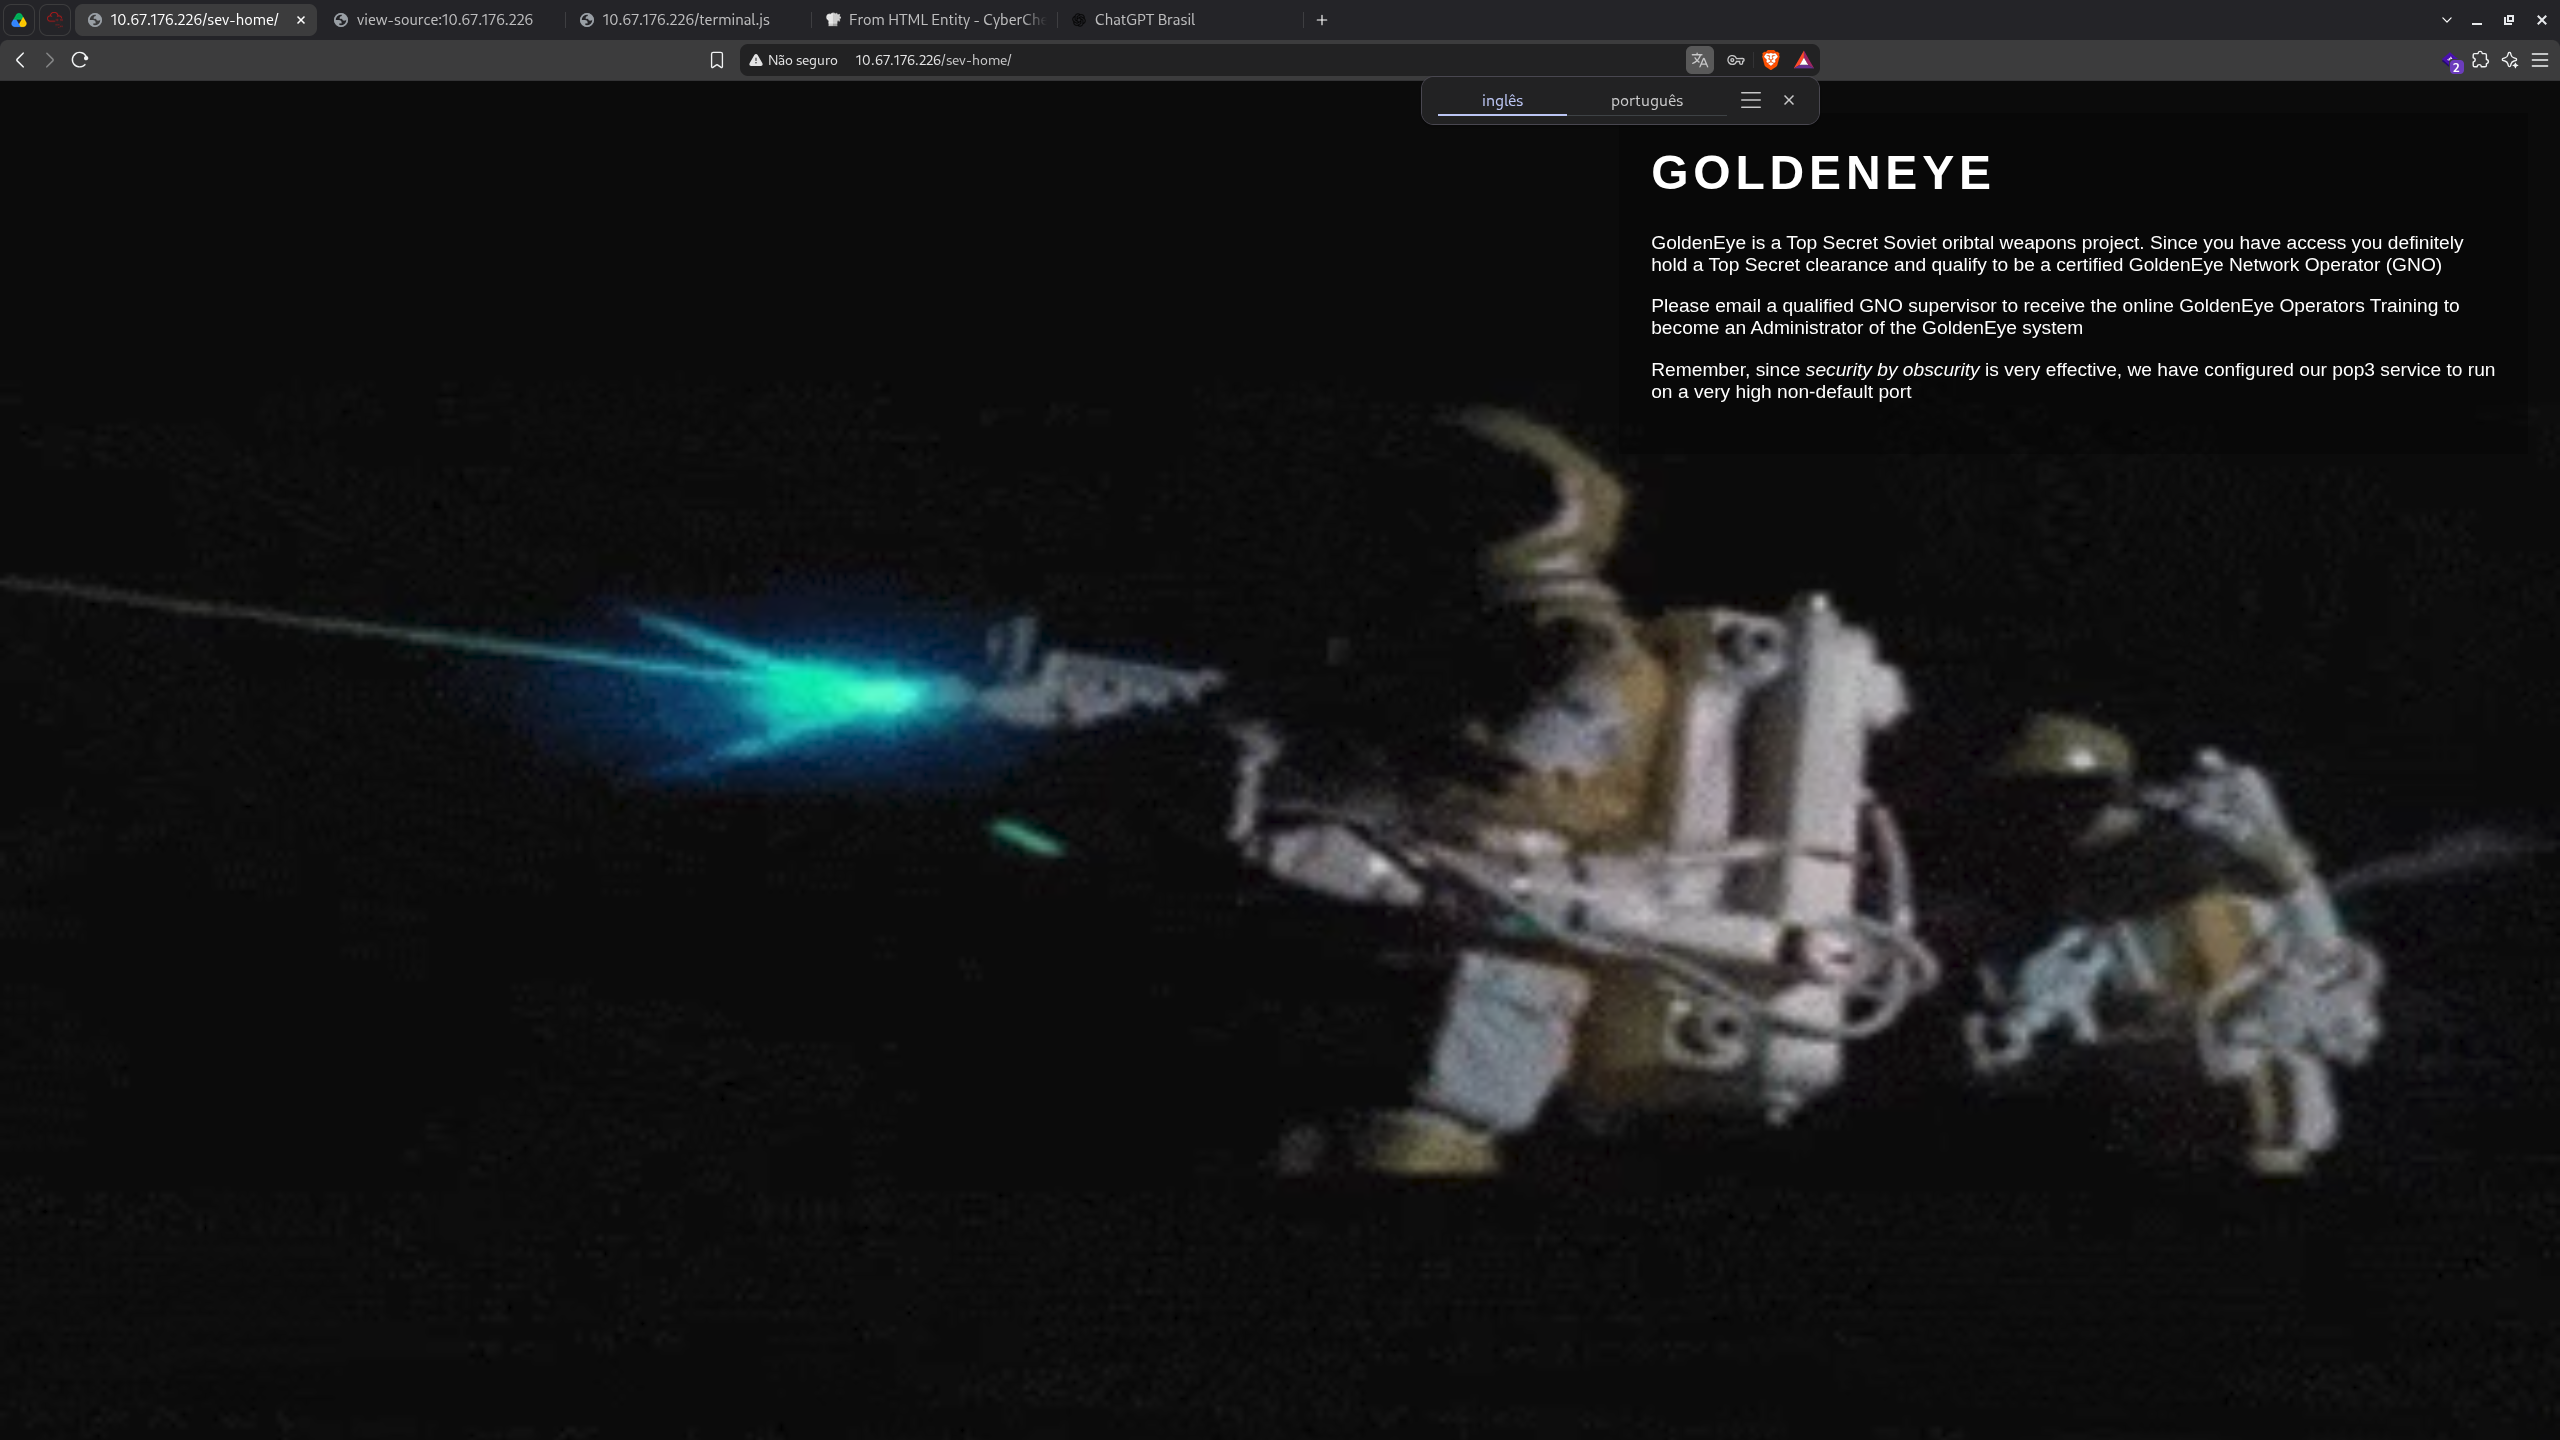 10.67.176.226/sev-home/
view-source:10.67.176.226
10.67.176.226/terminal.js
From HTML Entity - CyberChe
ChatGPT Brasil
Não seguro
10.67.176.226/sev-home/
2
inglês
português
GOLDENEYE
GoldenEye is a Top Secret Soviet oribtal weapons project. Since you have access you definitely
hold a Top Secret clearance and qualify to be a certified GoldenEye Network Operator (GNO)
Please email a qualified GNO supervisor to receive the online GoldenEye Operators Training to
become an Administrator of the GoldenEye system
Remember, since security by obscurity is very effective, we have configured our pop3 service to run
on a very high non-default port